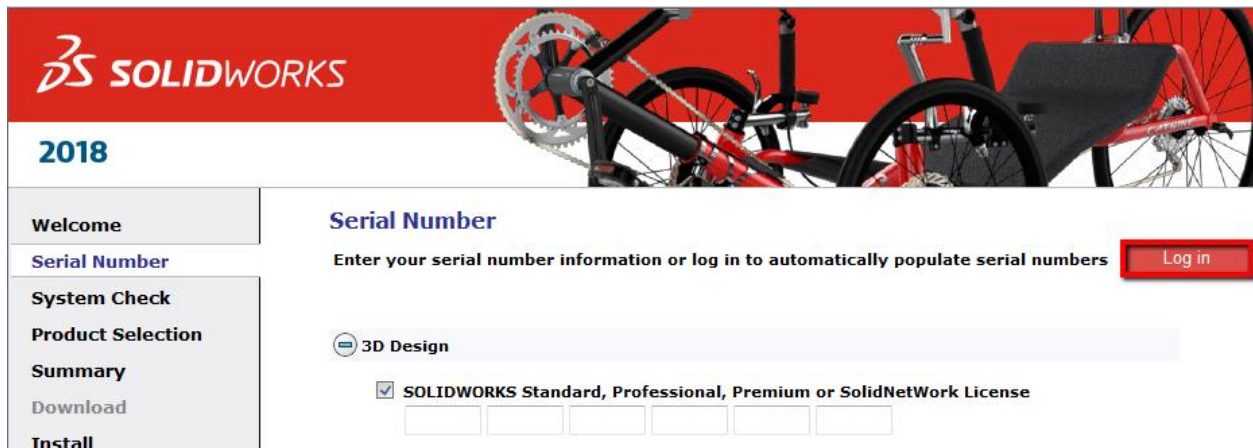 SOLIDWORKS
2018
Welcome
Serial Number
System Check
Product Selection
Summary
Download
Install
Serial Number
Enter your serial number information or log in to automatically populate serial numbers
Log in
3D Design
SOLIDWORKS Standard, Professional, Premium or SolidNetWork License